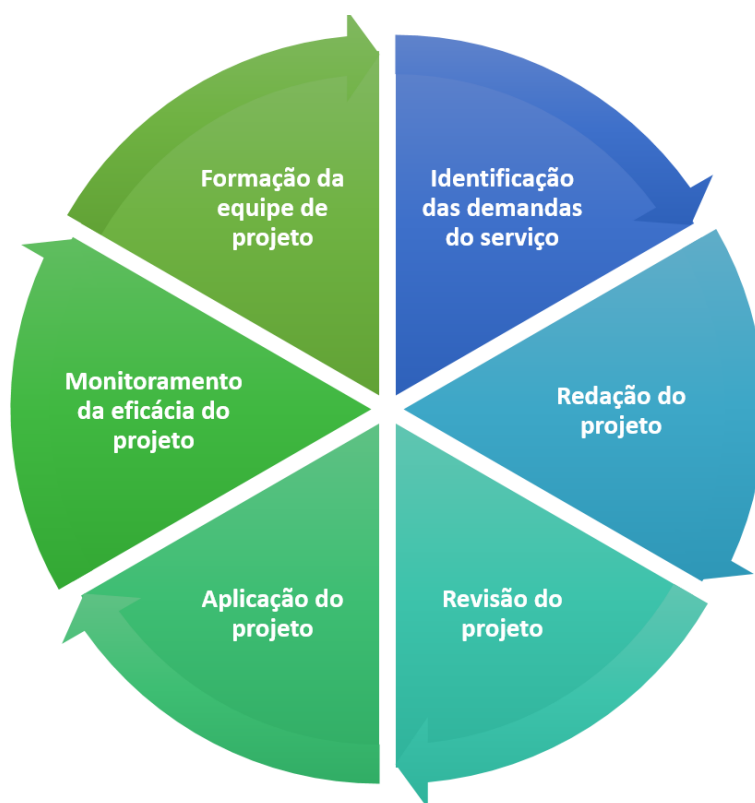 Identificação
das demandas
do serviço
Redação do
projeto
Revisão do
projeto
Aplicação do
projeto
Monitoramento
da eficácia do
projeto
Formação da
equipe de
projeto